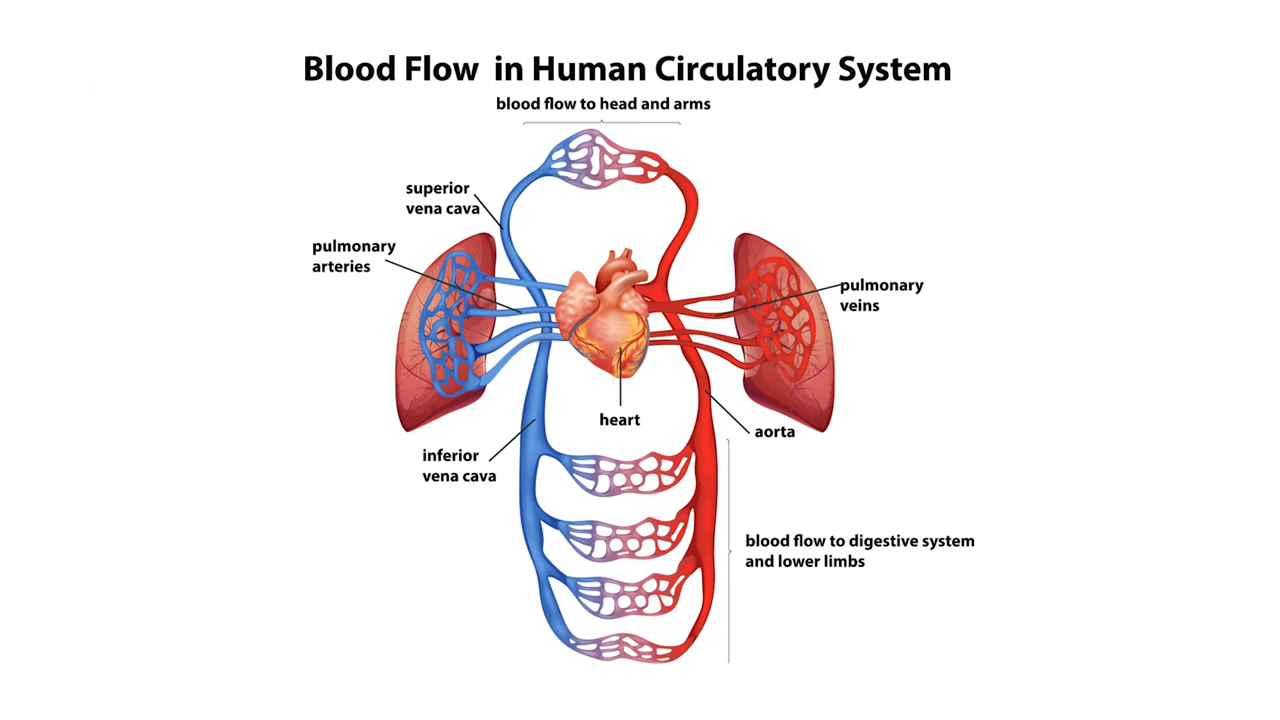 Blood Flow  in Human Circulatory System
blood flow to head and arms
superior
vena cava
pulmonary
arteries
pulmonary
veins
heart
aorta
inferior
vena cava
blood flow to digestive system
and lower limbs